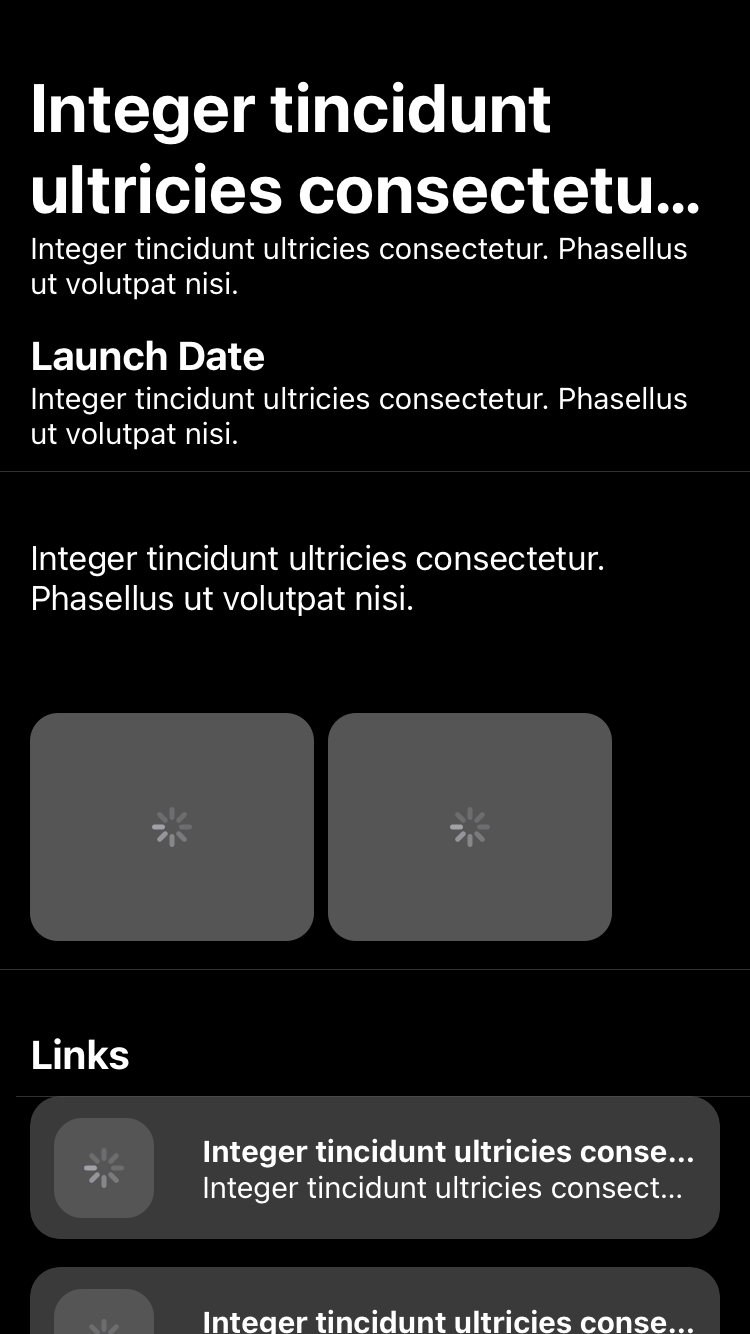 Integer tincidunt
ultricies consectetu...
Integer tincidunt ultricies consectetur. Phasellus
ut volutpat nisi.
Launch Date
Integer tincidunt ultricies consectetur. Phasellus
ut volutpat nisi.
Integer tincidunt ultricies consectetur.
Phasellus ut volutpat nisi.
Links
Integer tincidunt ultricies conse...
Integer tincidunt ultricies consect...
Integer tincidunt ultricies conse...